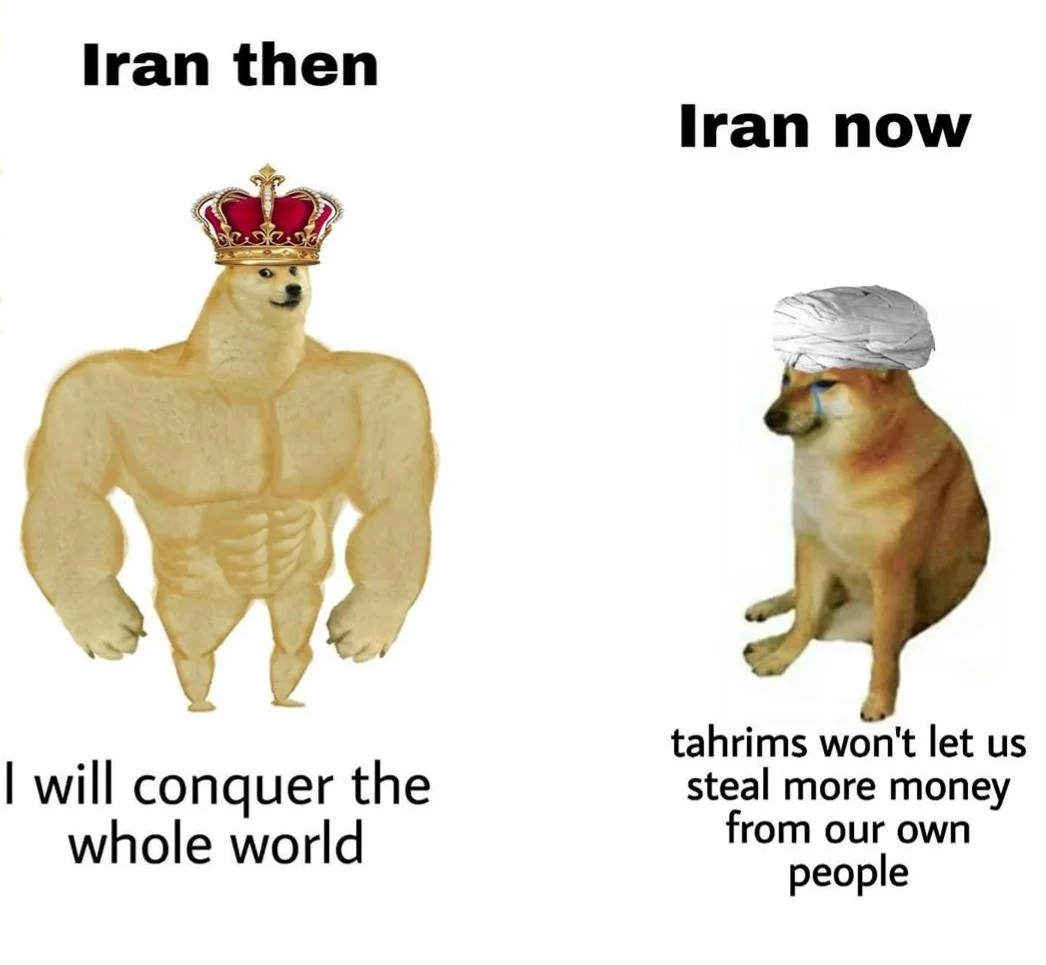 Iran then
Iran now
I will conquer the
whole world
tahrims won't let us
steal more money
from our own
people